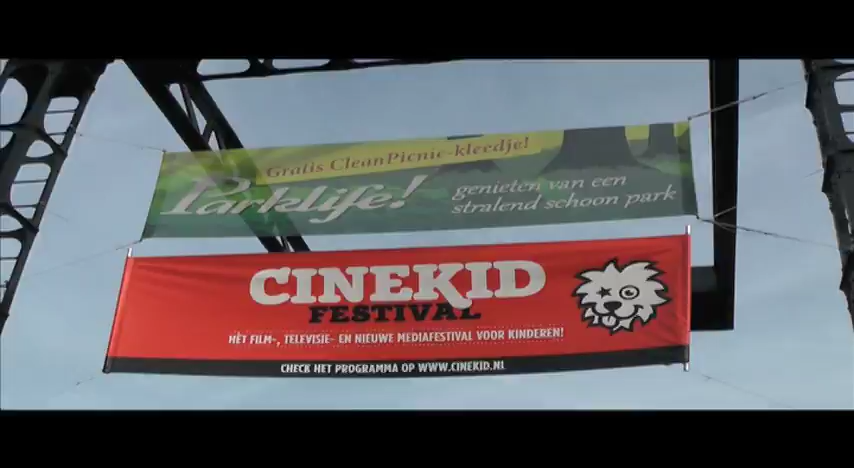 Gratis CleanPicnic-kleedje!
Parklife!
genieten van een
stralend schoon park
CINEKID
FESTIVAL
HÈT FILM-, TELEVISIE- EN NIEUWE MEDIAFESTIVAL VOOR KINDEREN!
CHECK HET PROGRAMMA OP WWW.CINEKID.NL